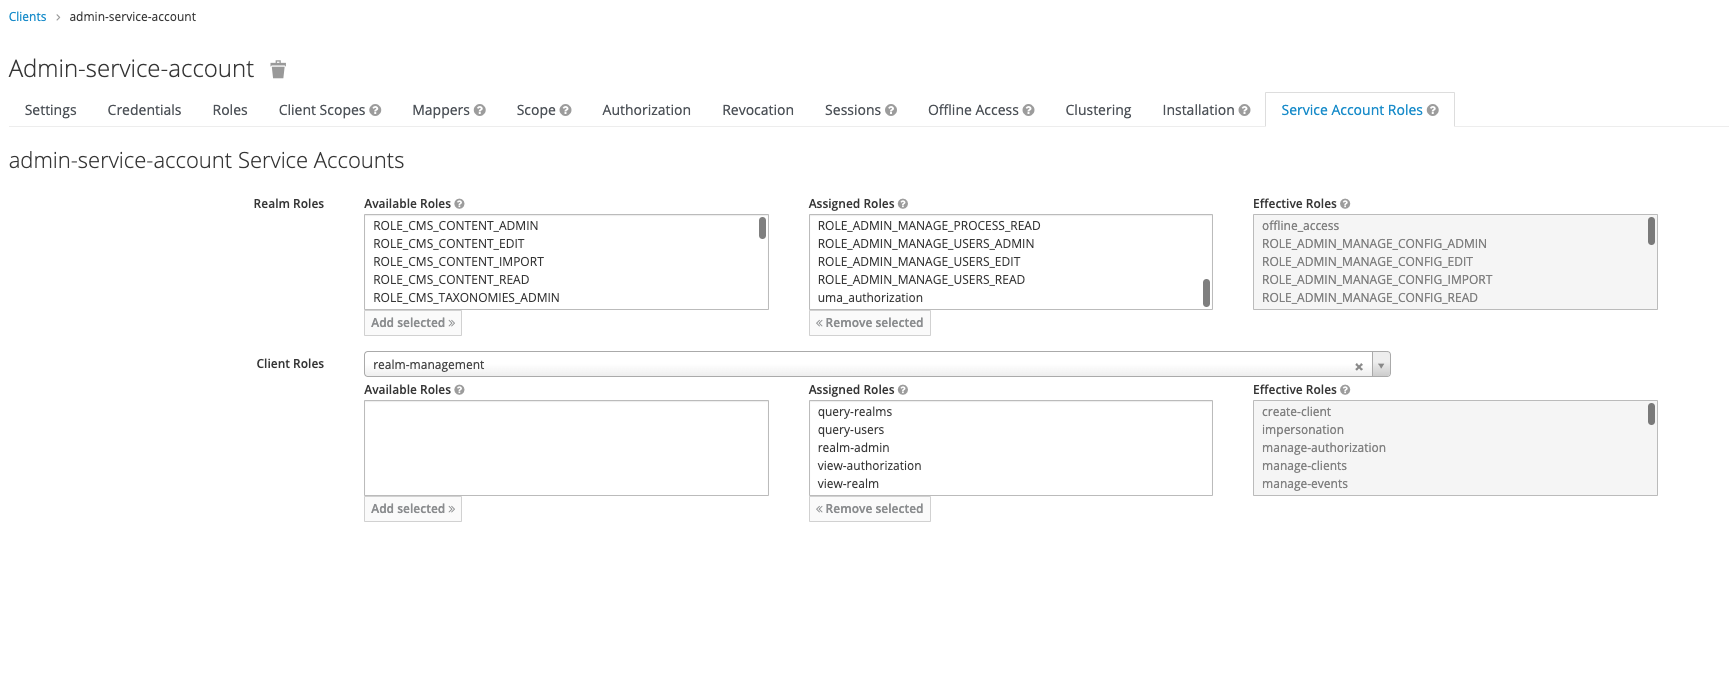 Clients > admin-service-account
Admin-service-account
Settings Credentials Roles Client Scopes ? Mappers ? Scope ? Authorization Revocation Sessions ? Offline Access ? Clustering Installation ? Service Account Roles ?
admin-service-account Service Accounts
Realm Roles
Available Roles ?
ROLE_CMS_CONTENT_ADMIN
ROLE_CMS_CONTENT_EDIT
ROLE_CMS_CONTENT_IMPORT
ROLE_CMS_CONTENT_READ
ROLE_CMS_TAXONOMIES_ADMIN
Add selected »
Assigned Roles ?
ROLE_ADMIN_MANAGE_PROCESS_READ
ROLE_ADMIN_MANAGE_USERS_ADMIN
ROLE_ADMIN_MANAGE_USERS_EDIT
ROLE_ADMIN_MANAGE_USERS_READ
uma_authorization
« Remove selected
Effective Roles ?
offline_access
ROLE_ADMIN_MANAGE_CONFIG_ADMIN
ROLE_ADMIN_MANAGE_CONFIG_EDIT
ROLE_ADMIN_MANAGE_CONFIG_IMPORT
ROLE_ADMIN_MANAGE_CONFIG_READ
Client Roles
realm-management
Available Roles ?
Add selected »
Assigned Roles ?
query-realms
query-users
realm-admin
view-authorization
view-realm
« Remove selected
Effective Roles ?
create-client
impersonation
manage-authorization
manage-clients
manage-events